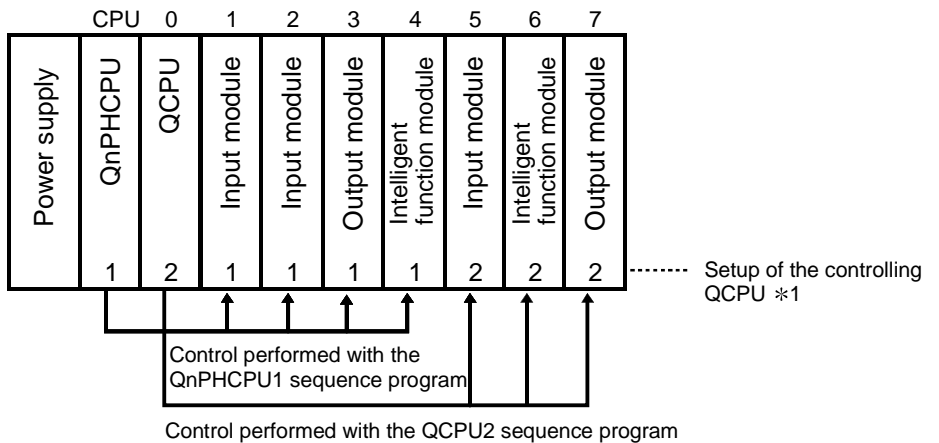 CPU 0 1 2 3 4 5 6 7
Power supply
QnPHCPU
QCPU
Input module
Input module
Output module
Intelligent
function module
Input module
Intelligent
function module
Output module
1 2 1 1 1 1 2 2 2
Setup of the controlling
QCPU ＊1
Control performed with the
QnPHCPU1 sequence program
Control performed with the QCPU2 sequence program